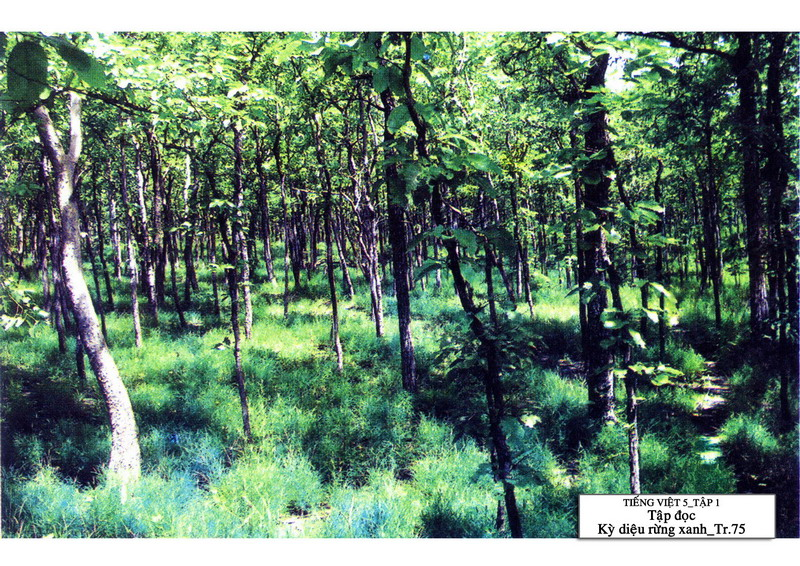 TIẾNG VIỆT 5_TẬP 1
Tập đọc
Kỳ diệu rừng xanh_Tr.75